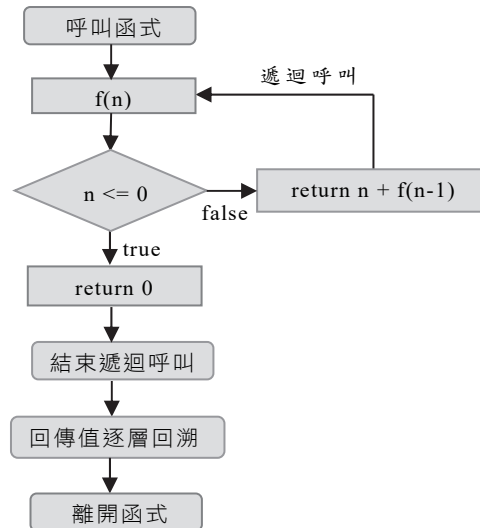 呼叫函式
遞迴呼叫
f(n)
n <= 0
return n + f(n-1)
false
true
return 0
結束遞迴呼叫
回傳值逐層回溯
離開函式